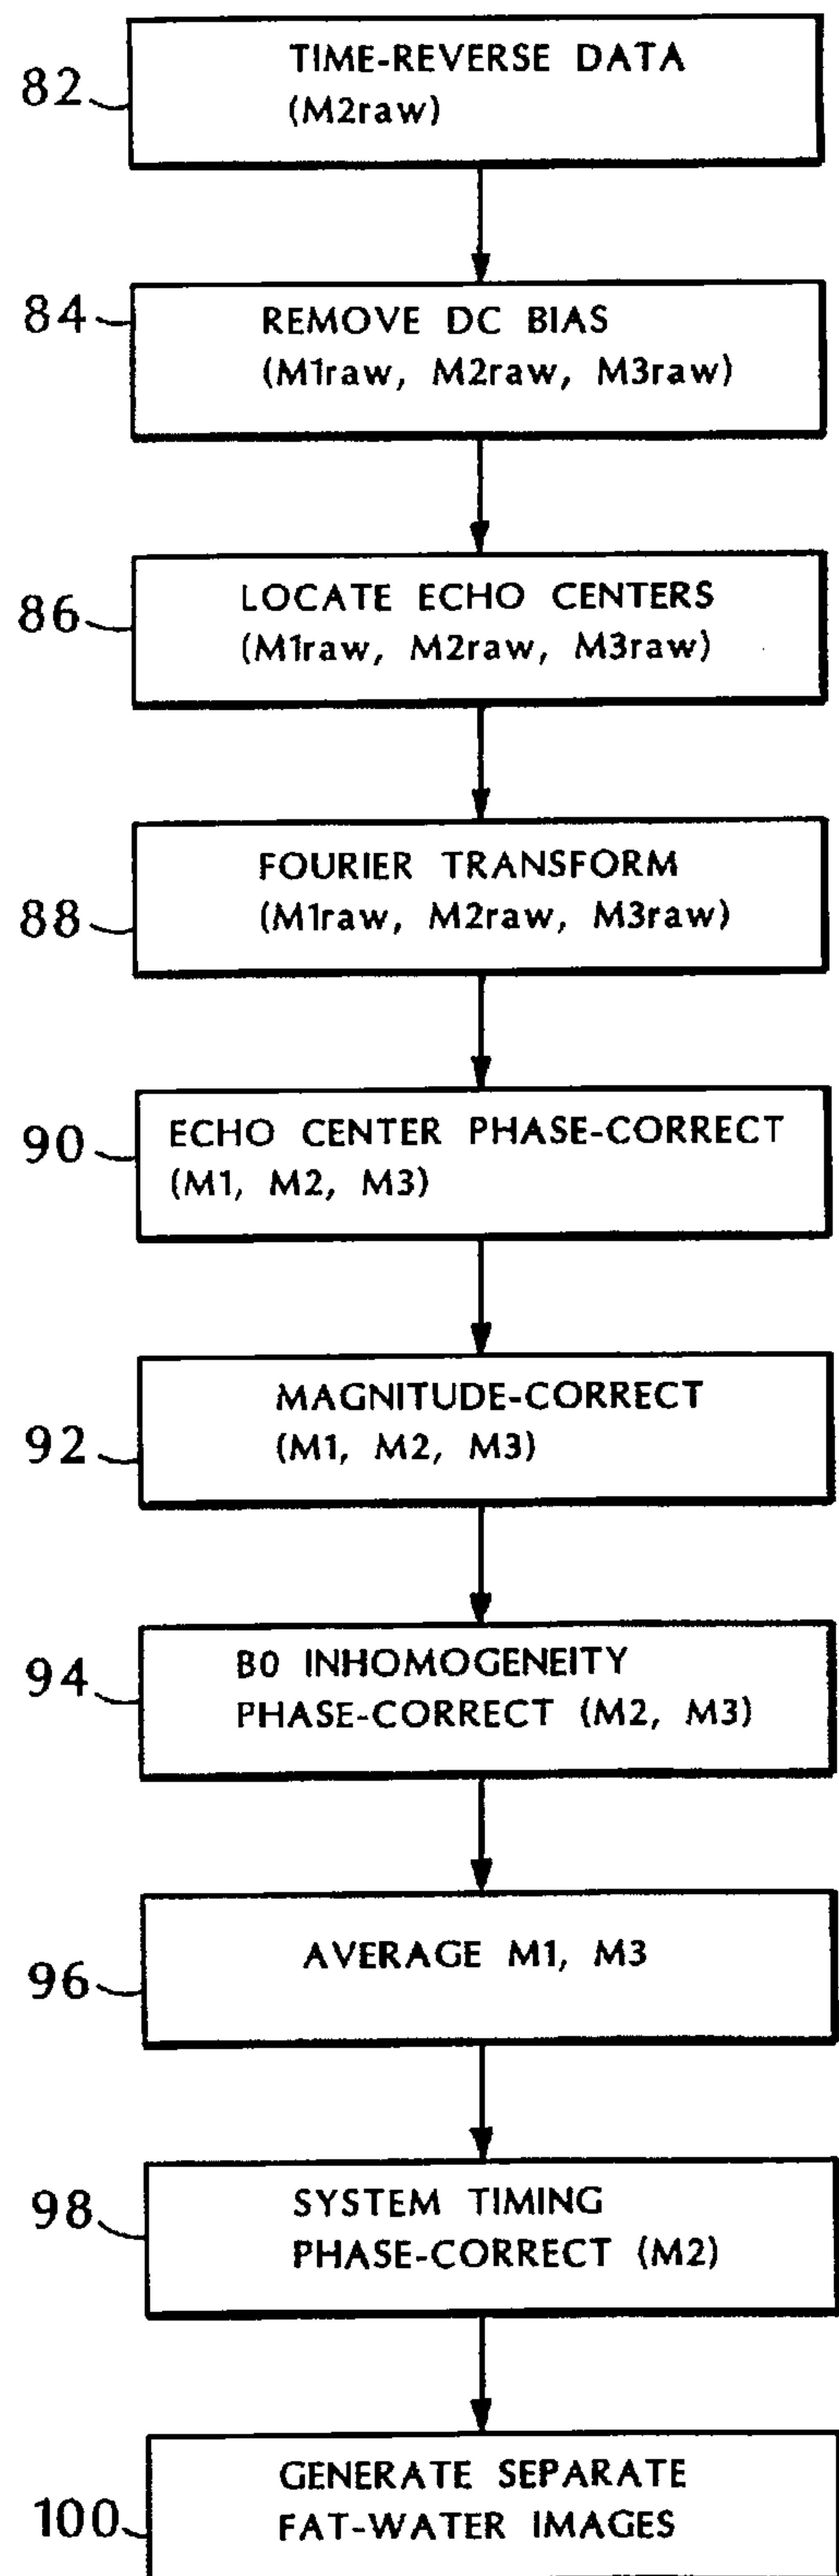 82
TIME-REVERSE DATA
(M2raw)
84
REMOVE DC BIAS
(M1raw, M2raw, M3raw)
86
LOCATE ECHO CENTERS
(M1raw, M2raw, M3raw)
88
FOURIER TRANSFORM
(M1raw, M2raw, M3raw)
90
ECHO CENTER PHASE-CORRECT
(M1, M2, M3)
92
MAGNITUDE-CORRECT
(M1, M2, M3)
94
B0 INHOMOGENEITY
PHASE-CORRECT (M2, M3)
96
AVERAGE M1, M3
98
SYSTEM TIMING
PHASE-CORRECT (M2)
100
GENERATE SEPARATE
FAT-WATER IMAGES